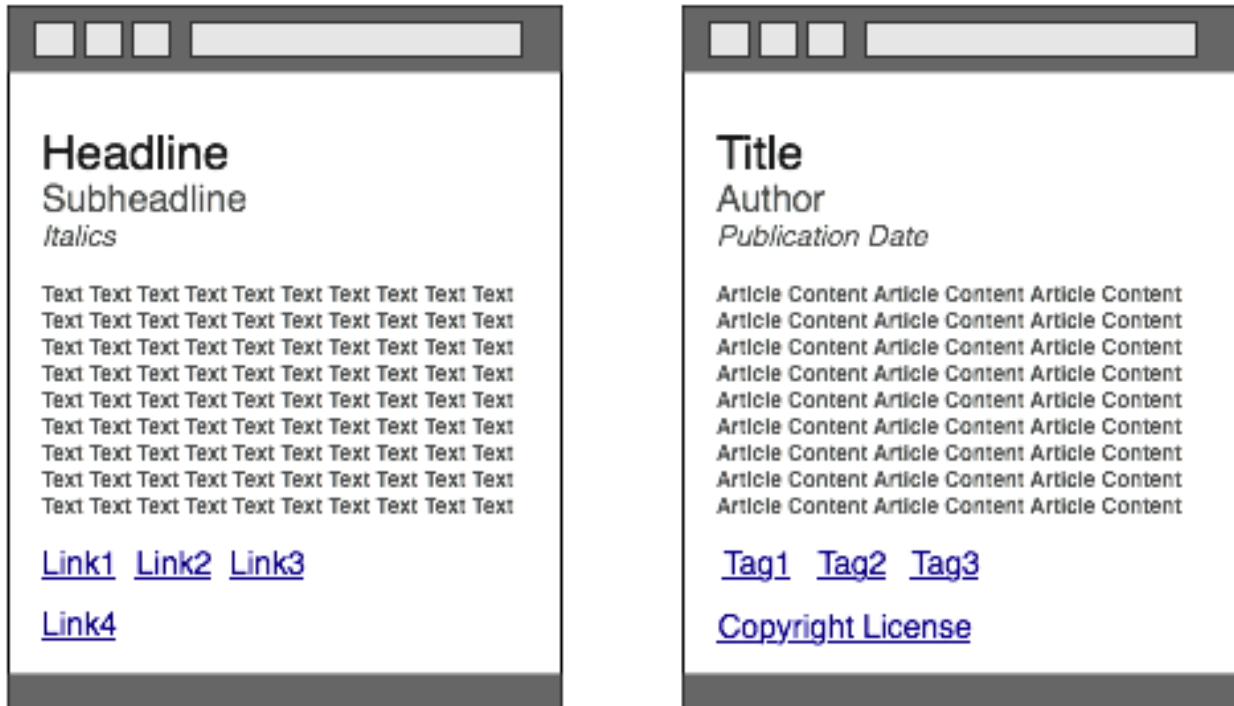 Headline
Subheadline
Italics
Text Text Text Text Text Text Text Text Text Text
Text Text Text Text Text Text Text Text Text Text
Text Text Text Text Text Text Text Text Text Text
Text Text Text Text Text Text Text Text Text Text
Text Text Text Text Text Text Text Text Text Text
Text Text Text Text Text Text Text Text Text Text
Text Text Text Text Text Text Text Text Text Text
Text Text Text Text Text Text Text Text Text Text
Text Text Text Text Text Text Text Text Text Text
Link1 Link2 Link3
Link4
Title
Author
Publication Date
Article Content Article Content Article Content
Article Content Article Content Article Content
Article Content Article Content Article Content
Article Content Article Content Article Content
Article Content Article Content Article Content
Article Content Article Content Article Content
Article Content Article Content Article Content
Article Content Article Content Article Content
Article Content Article Content Article Content
Tag1 Tag2 Tag3
Copyright License